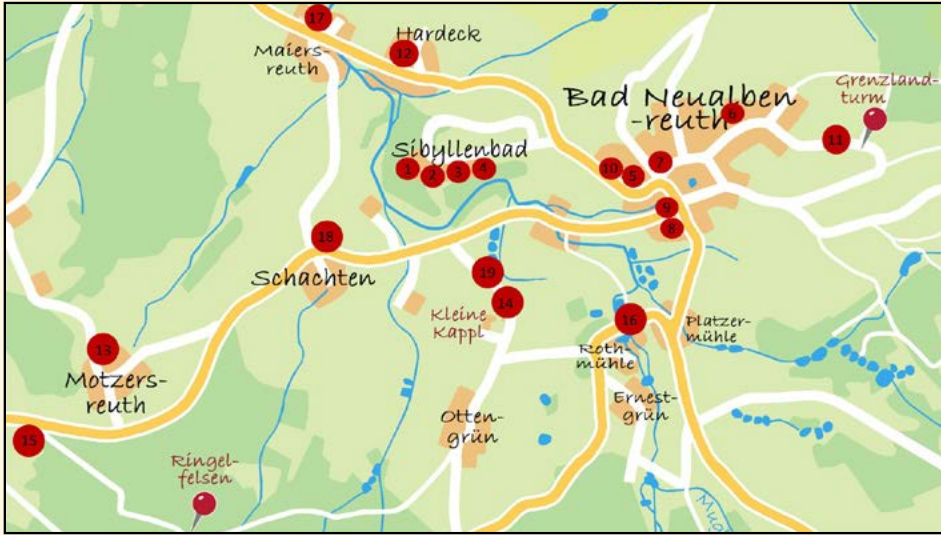 17
Hardeck
12
Maiers-
reuth
Bad Neualben
-reuth
6
Grenzland-
turm
11
Sibyllenbad
1
2
3
4
10
5
7
9
8
18
Schachten
19
14
Kleine
Kappl
16
Platzer-
mühle
Roth-
mühle
13
Motzers-
reuth
Otten-
grün
Ernest-
grün
15
Ringel-
felsen
Mug